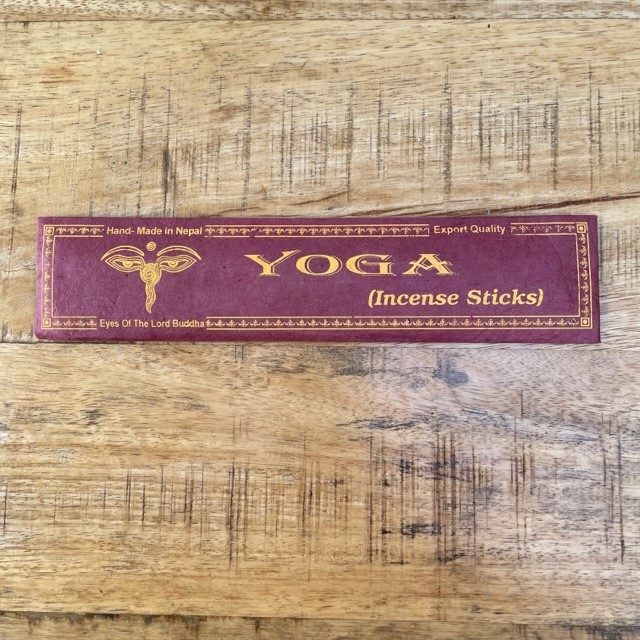 Hand- Made in Nepal
Export Quality
YOGA
(Incense Sticks)
Eyes Of The Lord Buddha